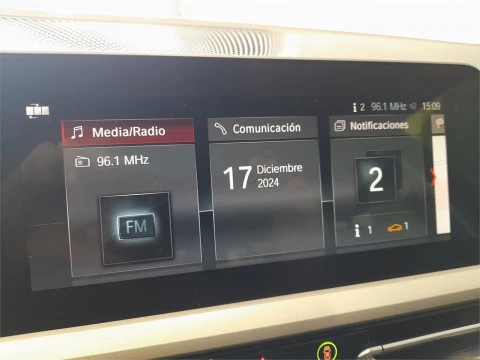 i 2 96.1 MHz 15:09
Media/Radio
96.1 MHz
FM
Comunicación
17 Diciembre
2024
Notificaciones
2
i 1 1